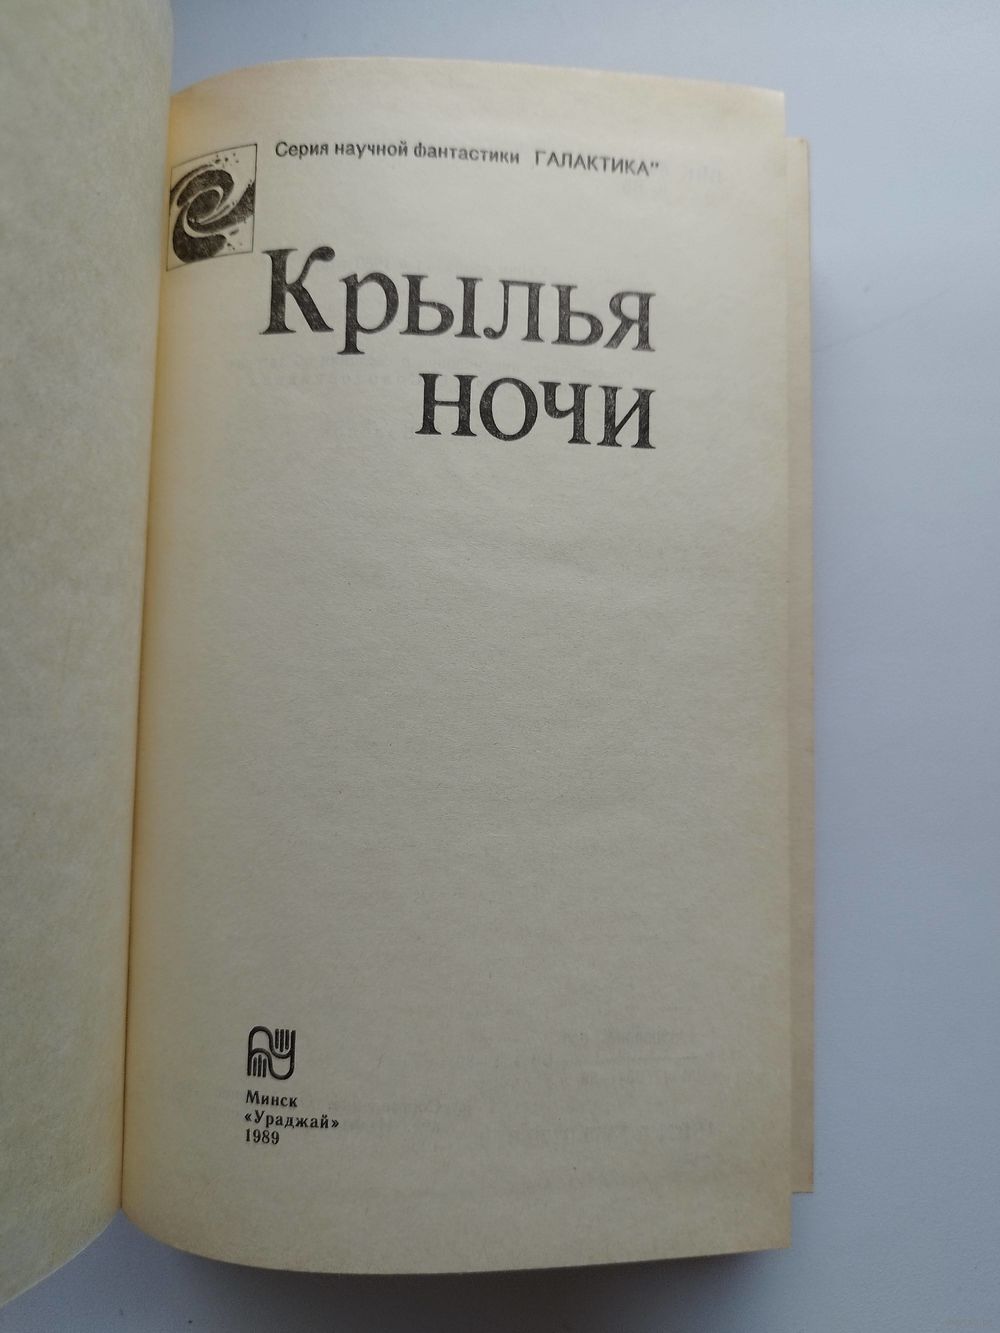 Серия научной фантастики ГАЛАКТИКА"
Крылья
ночи
Минск
«Ураджай»
1989